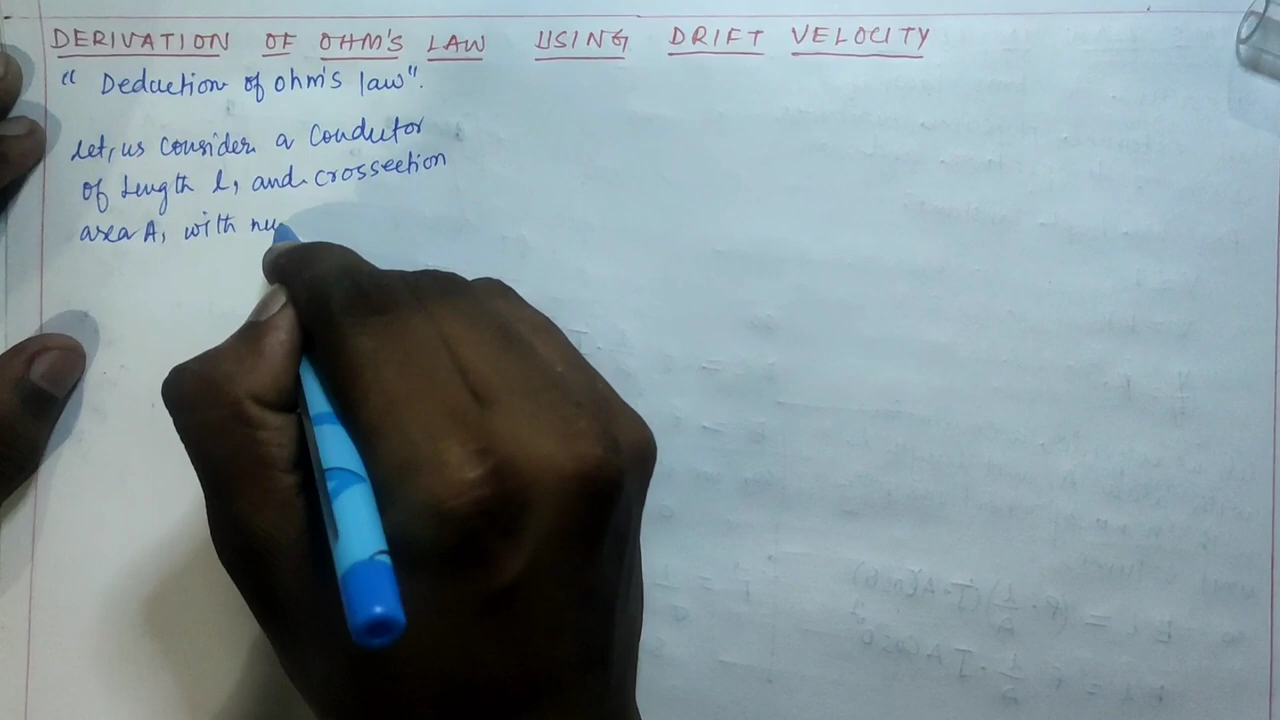 DERIVATION OF OHM'S LAW USING DRIFT VELOCITY
" Deduction of ohm's law".
let, us consider a conductor
of length l, and crossection
area A, with nu